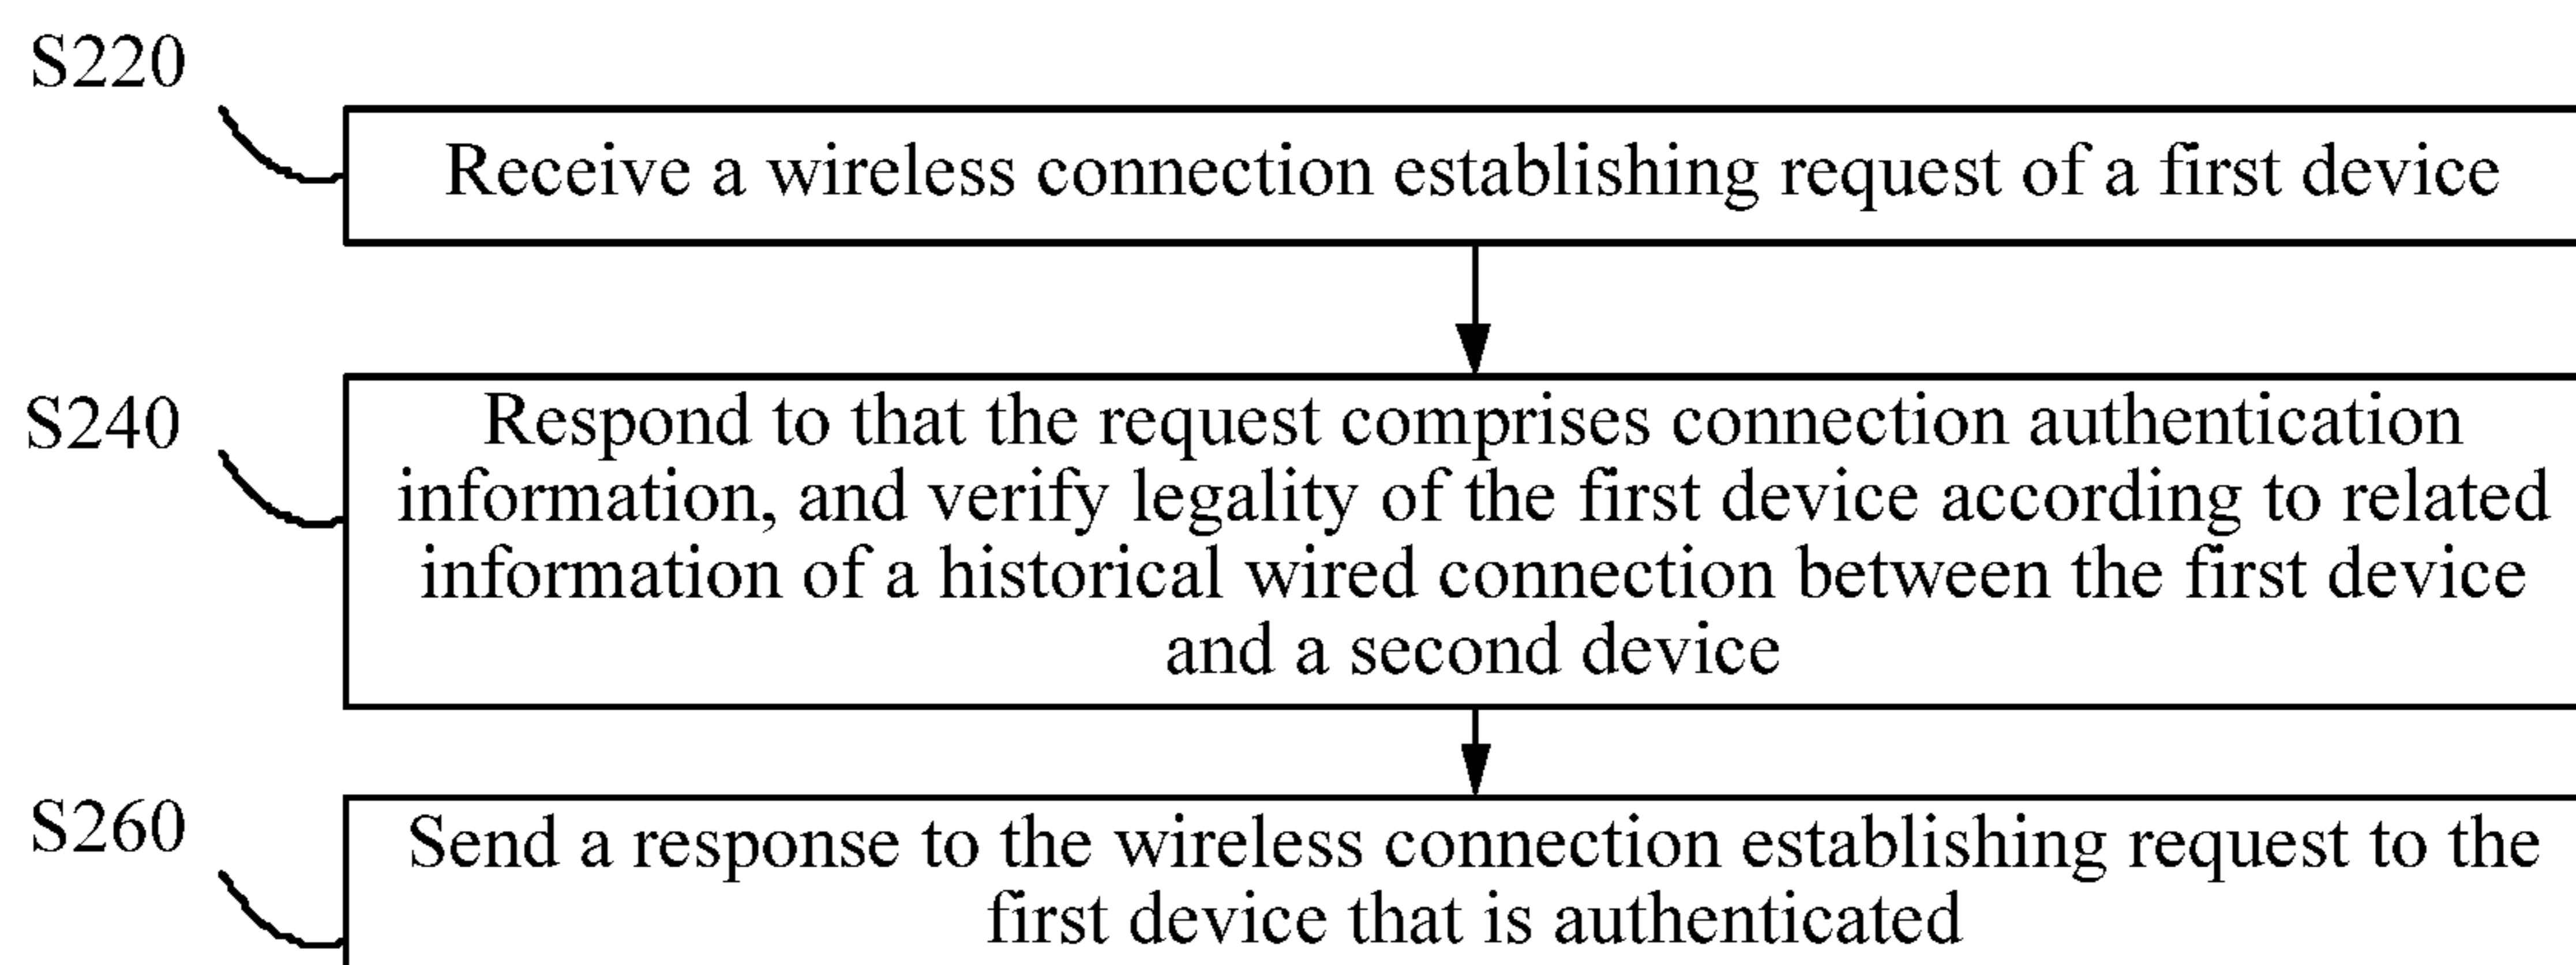 S220
Receive a wireless connection establishing request of a first device
S240
Respond to that the request comprises connection authentication
information, and verify legality of the first device according to related
information of a historical wired connection between the first device
and a second device
S260
Send a response to the wireless connection establishing request to the
first device that is authenticated